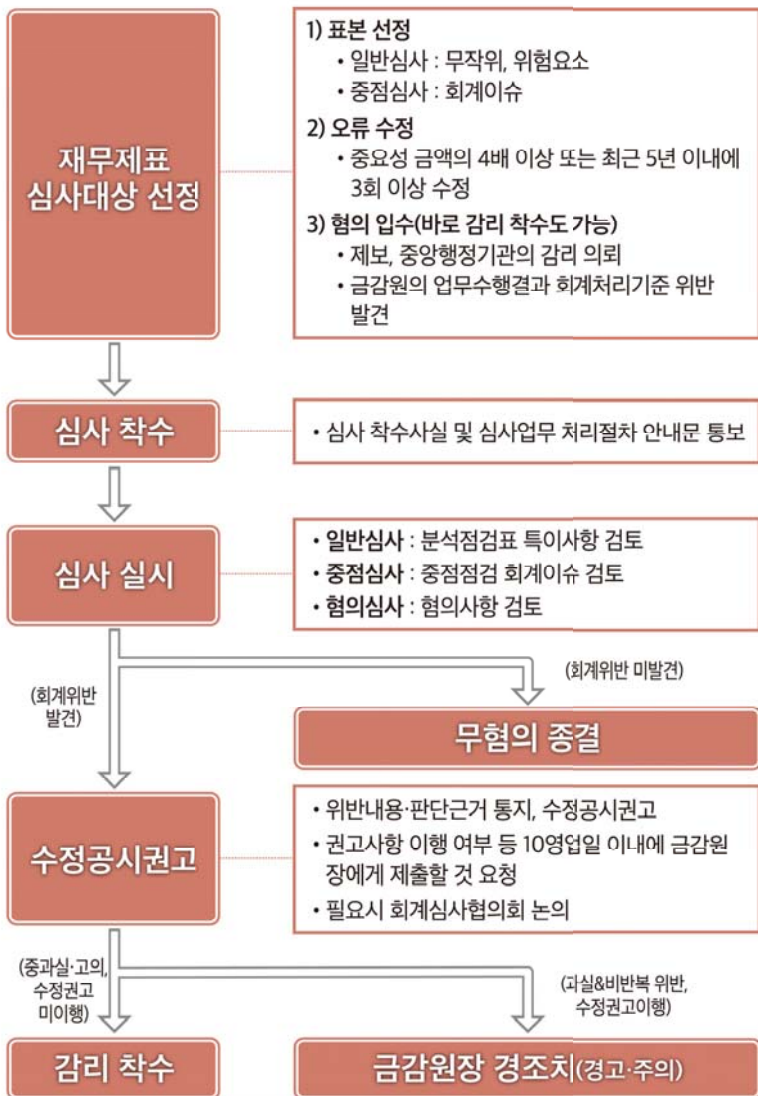 재무제표
심사대상 선정
1) 표본 선정
• 일반심사 : 무작위, 위험요소
• 중점심사 : 회계이슈
2) 오류 수정
• 중요성 금액의 4배 이상 또는 최근 5년 이내에
3회 이상 수정
3) 혐의 입수(바로 감리 착수도 가능)
• 제보, 중앙행정기관의 감리 의뢰
• 금감원의 업무수행결과 회계처리기준 위반
발견
심사 착수
• 심사 착수사실 및 심사업무 처리절차 안내문 통보
심사 실시
• 일반심사 : 분석점검표 특이사항 검토
• 중점심사 : 중점점검 회계이슈 검토
• 혐의심사 : 혐의사항 검토
(회계위반
발견)
(회계위반 미발견)
무혐의 종결
수정공시권고
• 위반내용·판단근거 통지, 수정공시권고
• 권고사항 이행 여부 등 10영업일 이내에 금감원
장에게 제출할 것 요청
• 필요시 회계심사협의회 논의
(중과실·고의,
수정권고
미이행)
(과실&비반복 위반,
수정권고이행)
감리 착수
금감원장 경조치(경고·주의)